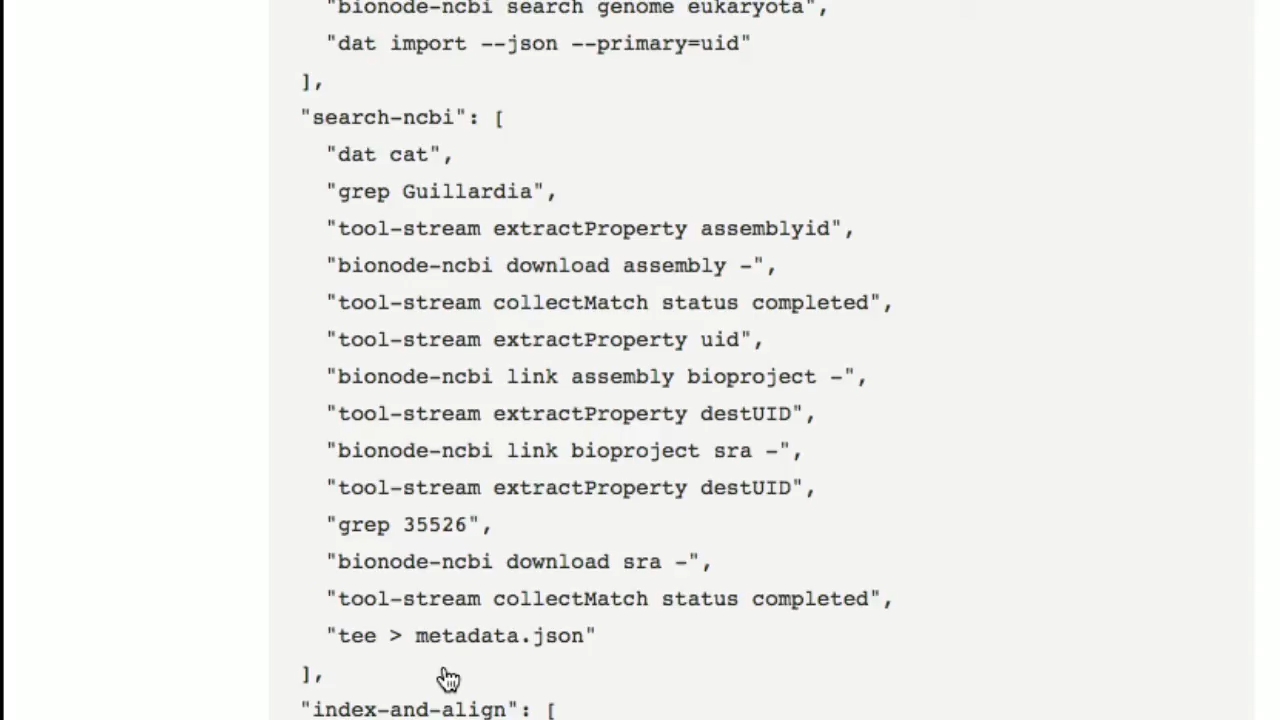 "bionode-ncbi search genome eukaryota",
"dat import --json --primary=uid"
],
"search-ncbi": [
"dat cat",
"grep Guillardia",
"tool-stream extractProperty assemblyid",
"bionode-ncbi download assembly -",
"tool-stream collectMatch status completed",
"tool-stream extractProperty uid",
"bionode-ncbi link assembly bioproject -",
"tool-stream extractProperty destUID",
"bionode-ncbi link bioproject sra -",
"tool-stream extractProperty destUID",
"grep 35526",
"bionode-ncbi download sra -",
"tool-stream collectMatch status completed",
"tee > metadata.json"
],
"index-and-align": [